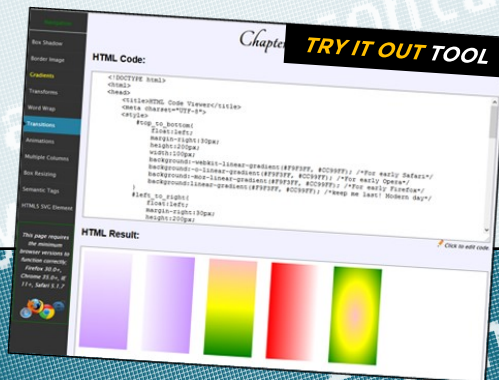 TRY IT OUT TOOL
Chapter
Box Shadow
Border Image
Gradients
Transforms
Word Wrap
Transitions
Animations
Multiple Columns
Box Resizing
Semantic Tags
HTML5 SVG Element
This page requires
the minimum
browser versions to
function correctly:
Firefox 30.0+,
Chrome 35.0+, IE
11+, Safari 5.1.7
HTML Code:
<!DOCTYPE html>
<html>
<head>
<title>HTML Code Viewer</title>
<meta charset="UTF-8">
<style>
#top_to_bottom{
float:left;
margin-right:30px;
height:200px;
width:100px;
background:-webkit-linear-gradient(#F9F3FF, #CC99FF); /*For early Safari*/
background:-o-linear-gradient(#F9F3FF, #CC99FF); /*For early Opera*/
background:-moz-linear-gradient(#F9F3FF, #CC99FF); /*For early Firefox*/
background:linear-gradient(#F9F3FF, #CC99FF); /*keep me last! Modern day*/
}
#left_to_right{
float:left;
margin-right:30px;
height:200px;
Click to edit code
HTML Result: